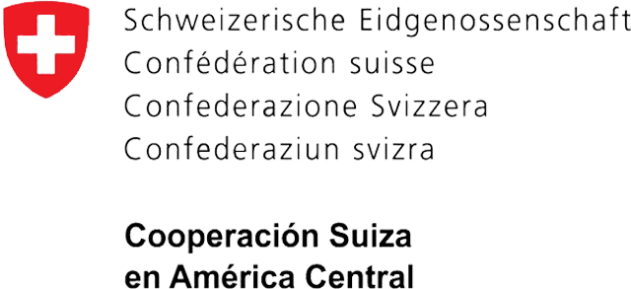 Schweizerische Eidgenossenschaft
Confédération suisse
Confederazione Svizzera
Confederaziun svizra
Cooperación Suiza
en América Central